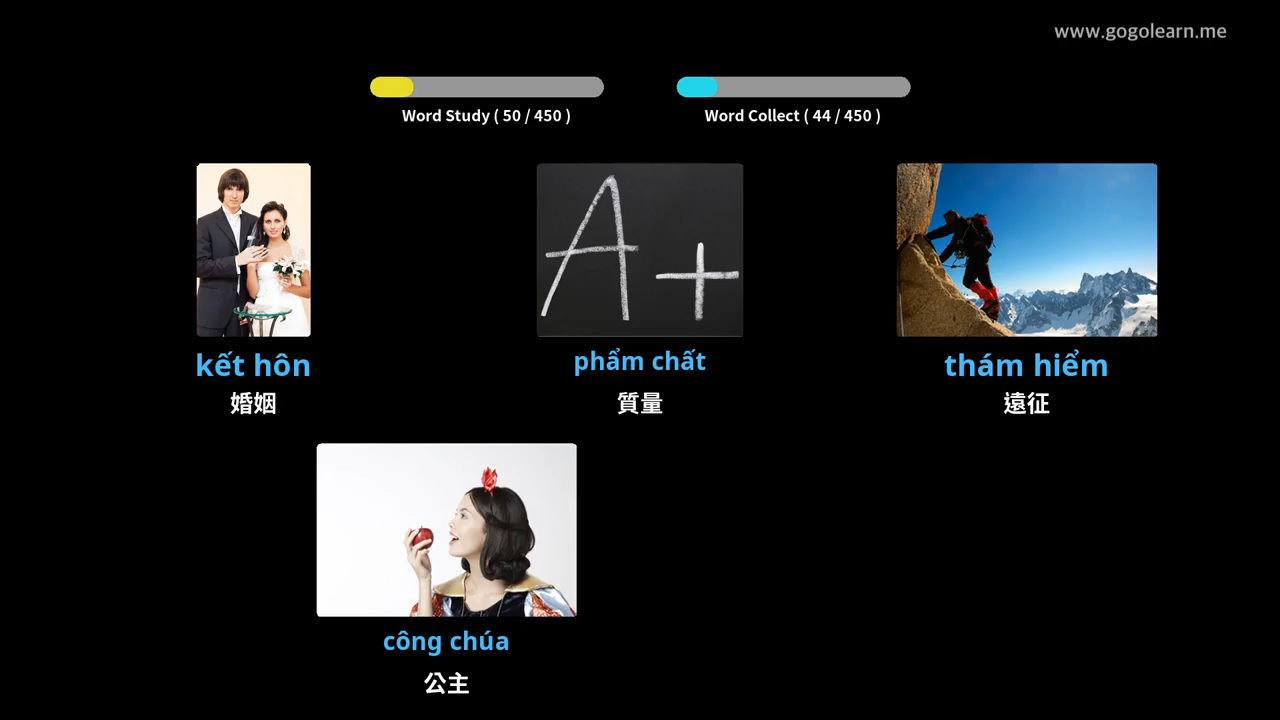 www.gogolearn.me
Word Study ( 50 / 450 )
Word Collect ( 44 / 450 )
A+
kết hôn
婚姻
phẩm chất
質量
thám hiểm
遠征
công chúa
公主